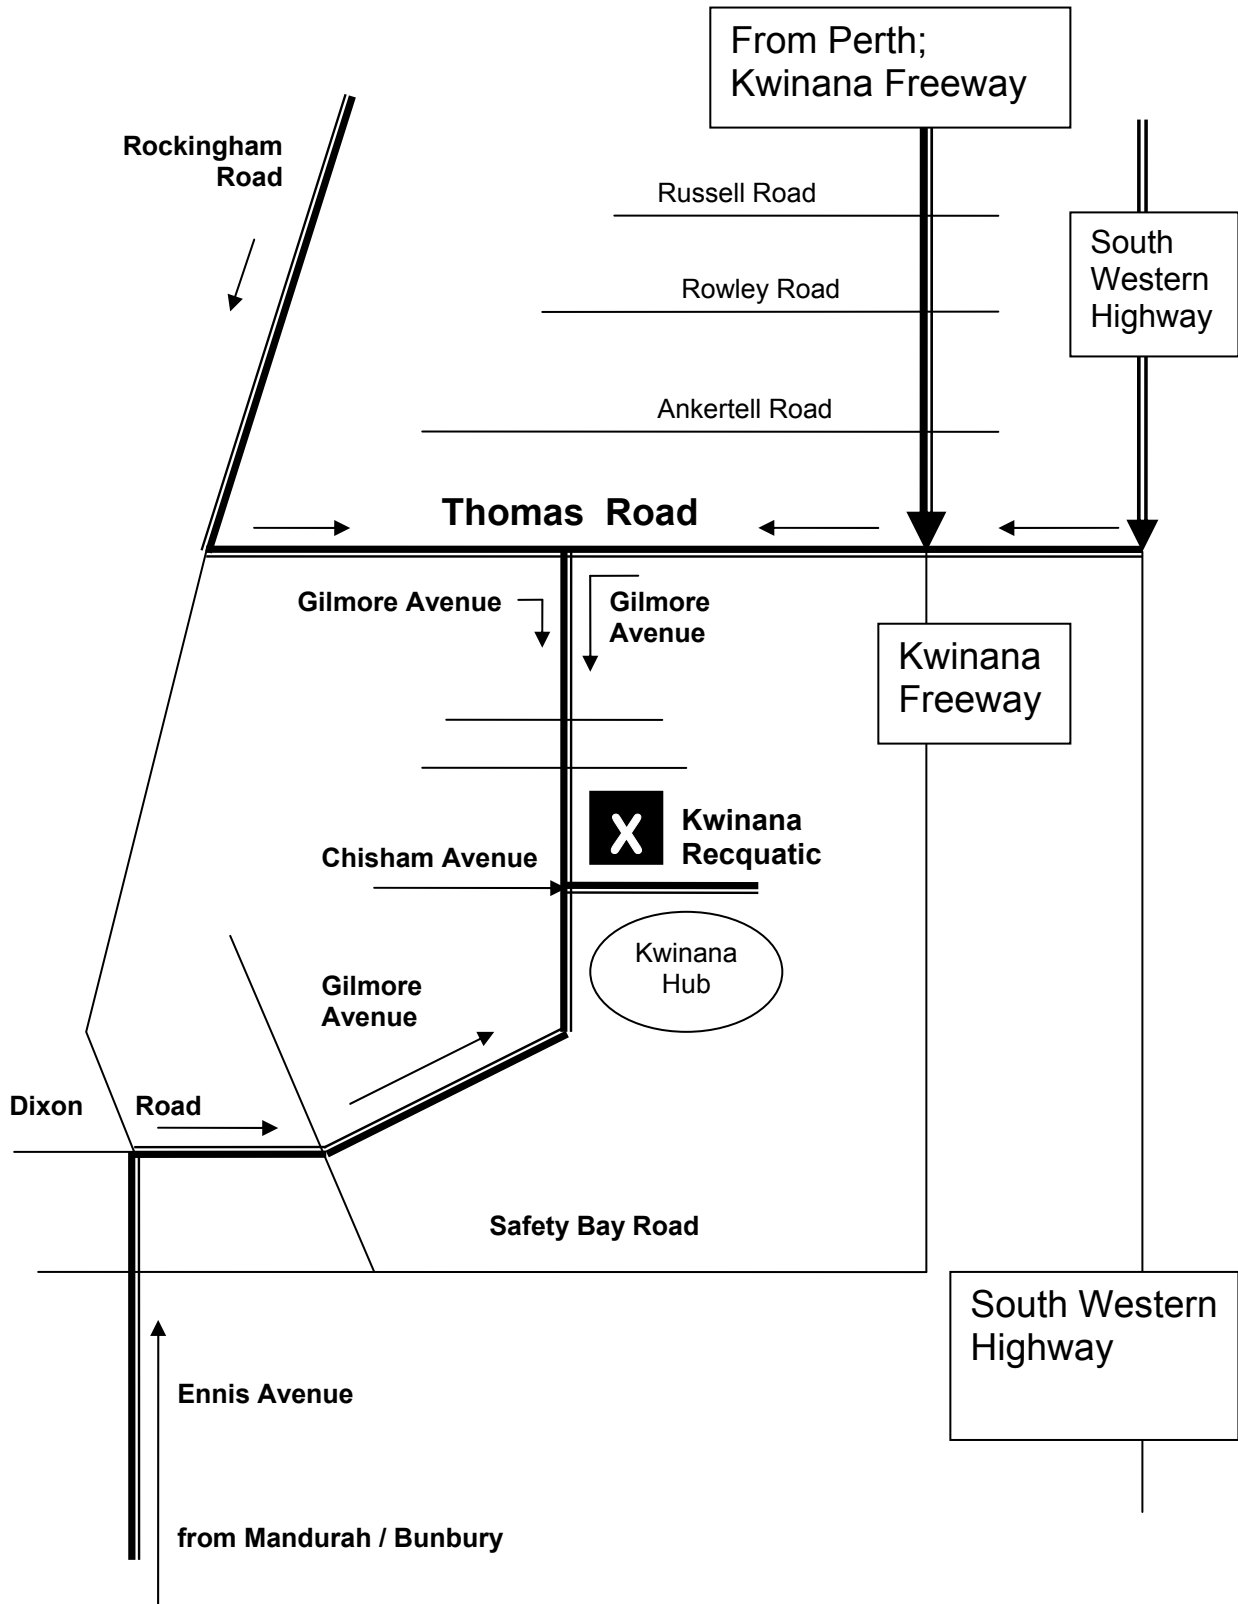 From Perth;
Kwinana Freeway
Rockingham
Road
Russell Road
South
Western
Highway
Rowley Road
Ankertell Road
Thomas Road
Gilmore Avenue
Gilmore
Avenue
Kwinana
Freeway
X
Kwinana
Recquatic
Chisham Avenue
Kwinana
Hub
Gilmore
Avenue
Dixon Road
Safety Bay Road
South Western
Highway
Ennis Avenue
from Mandurah / Bunbury